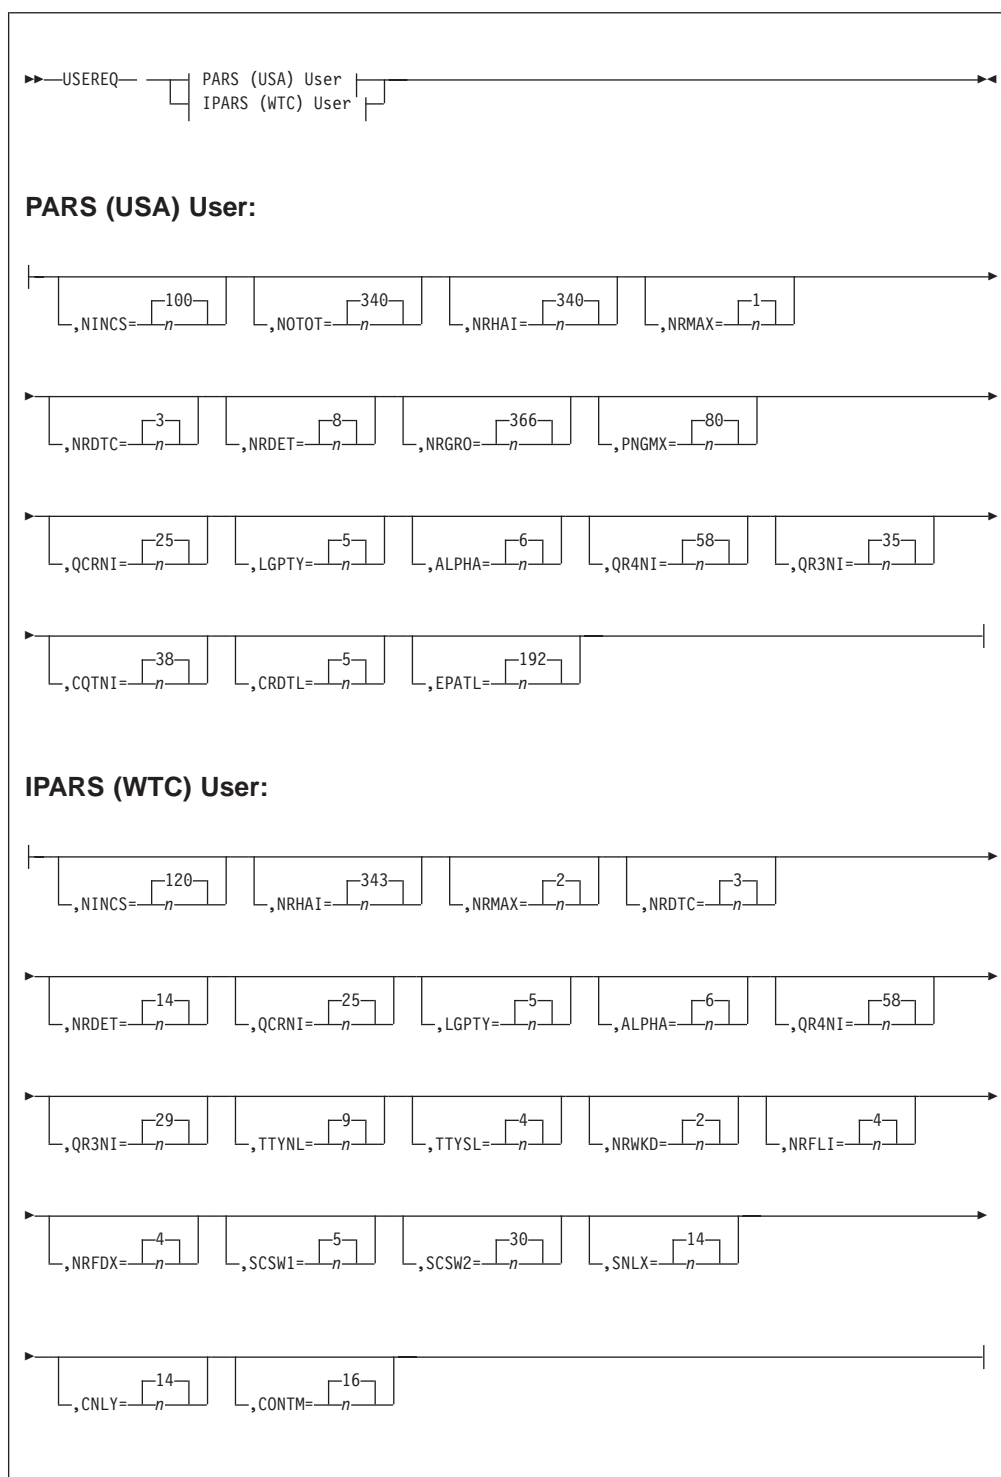 USEREQ PARS (USA) User
IPARS (WTC) User
PARS (USA) User:
100 340 340 1
,NINCS= n ,NOTOT= n ,NRHAI= n ,NRMAX= n
3 8 366 80
,NRDTC= n ,NRDET= n ,NRGRO= n ,PNGMX= n
25 5 6 58 35
,QCRNI= n ,LGPTY= n ,ALPHA= n ,QR4NI= n ,QR3NI= n
38 5 192
,CQTNI= n ,CRDTL= n ,EPATL= n
IPARS (WTC) User:
120 343 2 3
,NINCS= n ,NRHAI= n ,NRMAX= n ,NRDTC= n
14 25 5 6 58
,NRDET= n ,QCRNI= n ,LGPTY= n ,ALPHA= n ,QR4NI= n
29 9 4 2 4
,QR3NI= n ,TTYNL= n ,TTYSL= n ,NRWKD= n ,NRFLI= n
4 5 30 14
,NRFDX= n ,SCSW1= n ,SCSW2= n ,SNLX= n
14 16
,CNLY= n ,CONTM= n